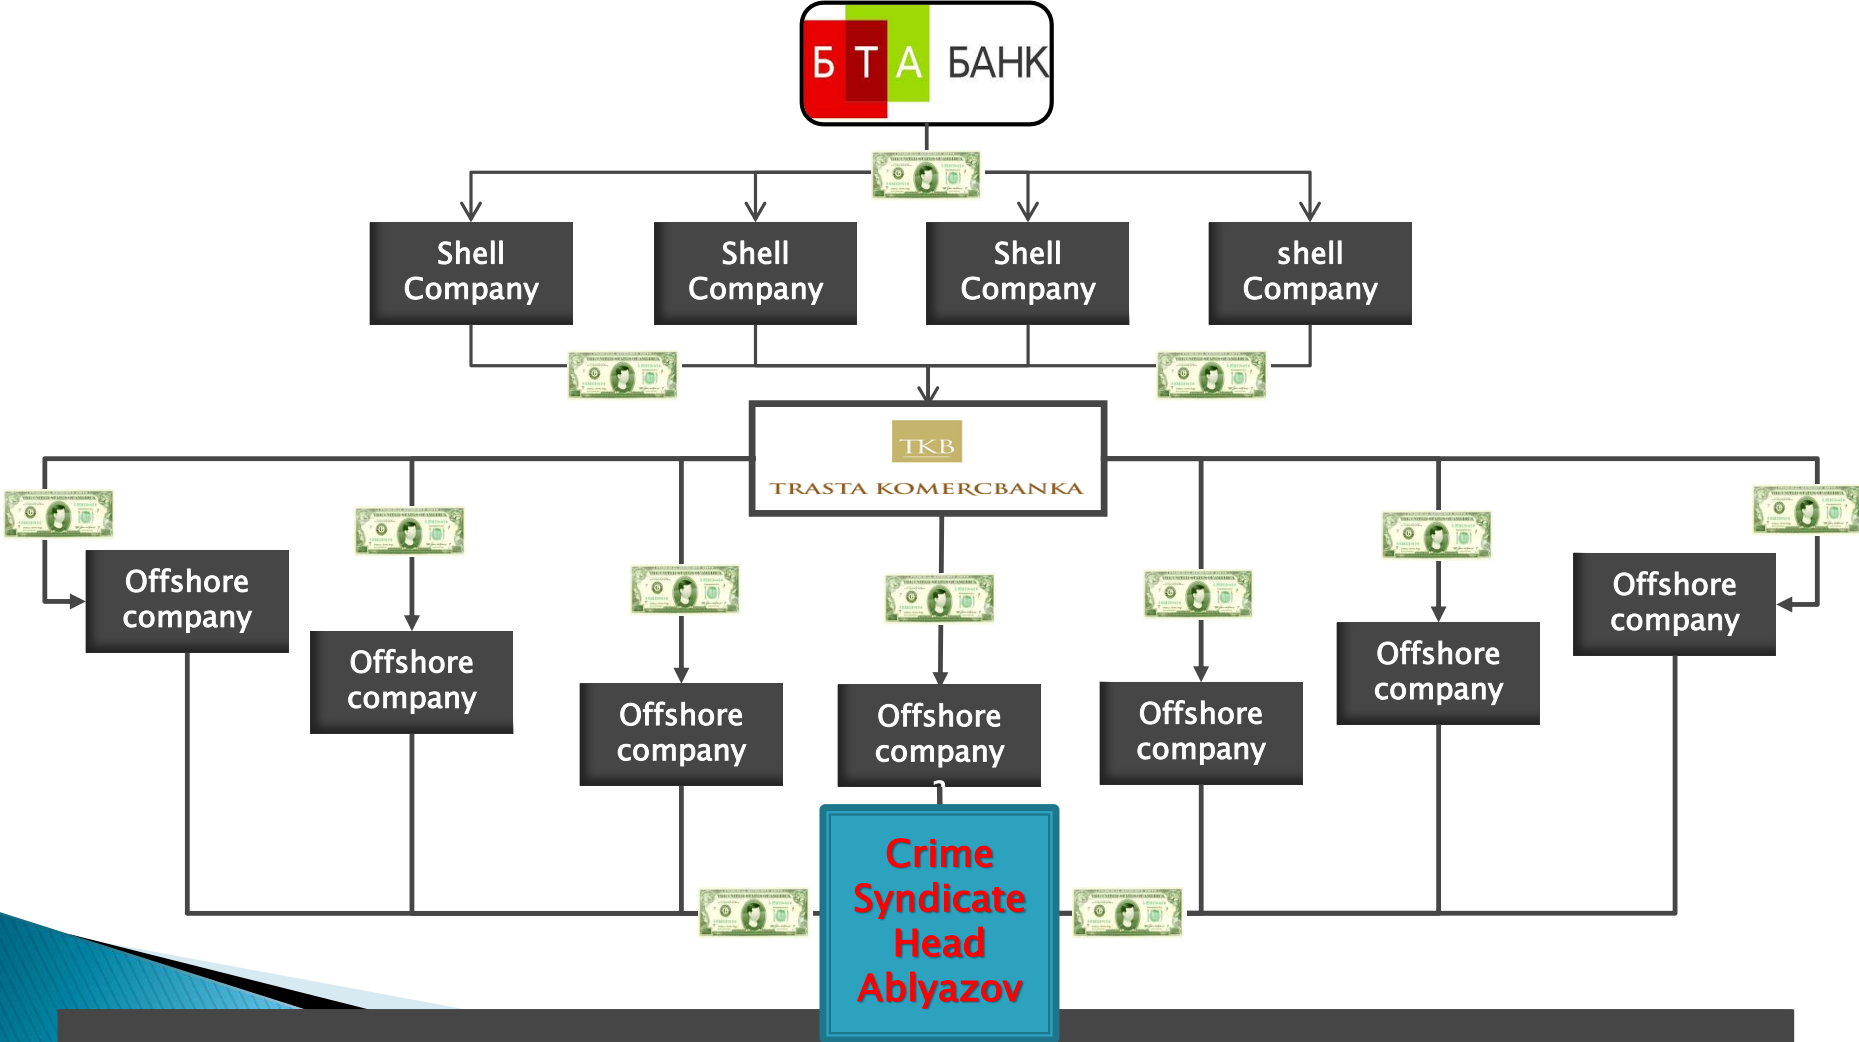 БТА БАНК
Shell
Company
Shell
Company
Shell
Company
shell
Company
TKB
TRASTA KOMERCBANKA
Offshore
company
Offshore
company
Offshore
company
Offshore
company
Offshore
company
Offshore
company
Offshore
company
Crime
Syndicate
Head
Ablyazov